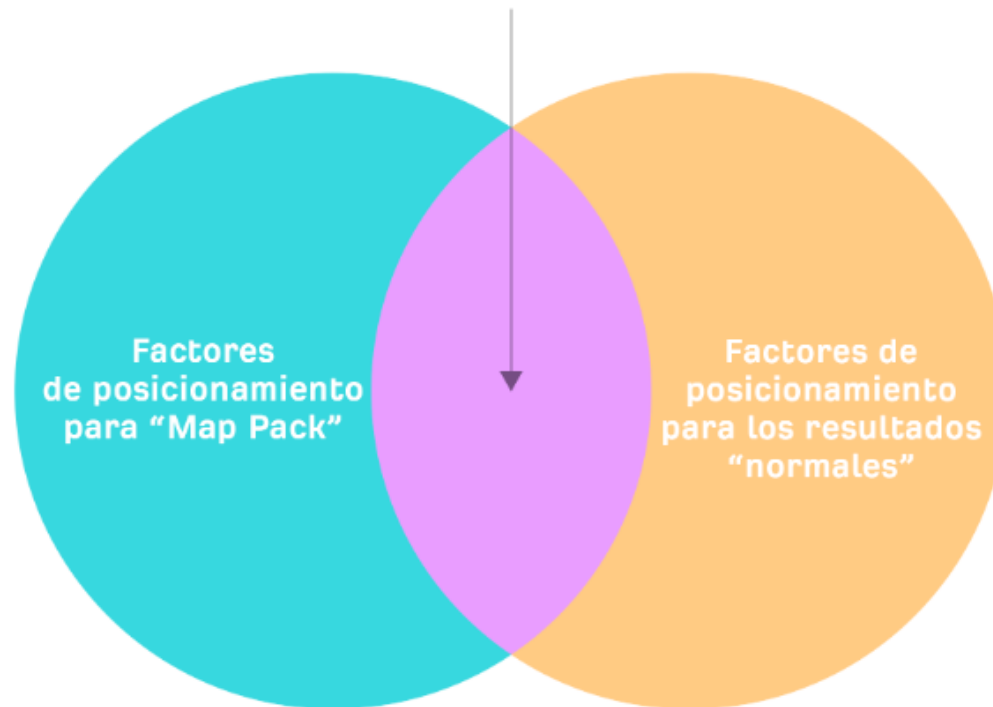 Factores
de posicionamiento
para “Map Pack”
Factores de
posicionamiento
para los resultados
“normales”